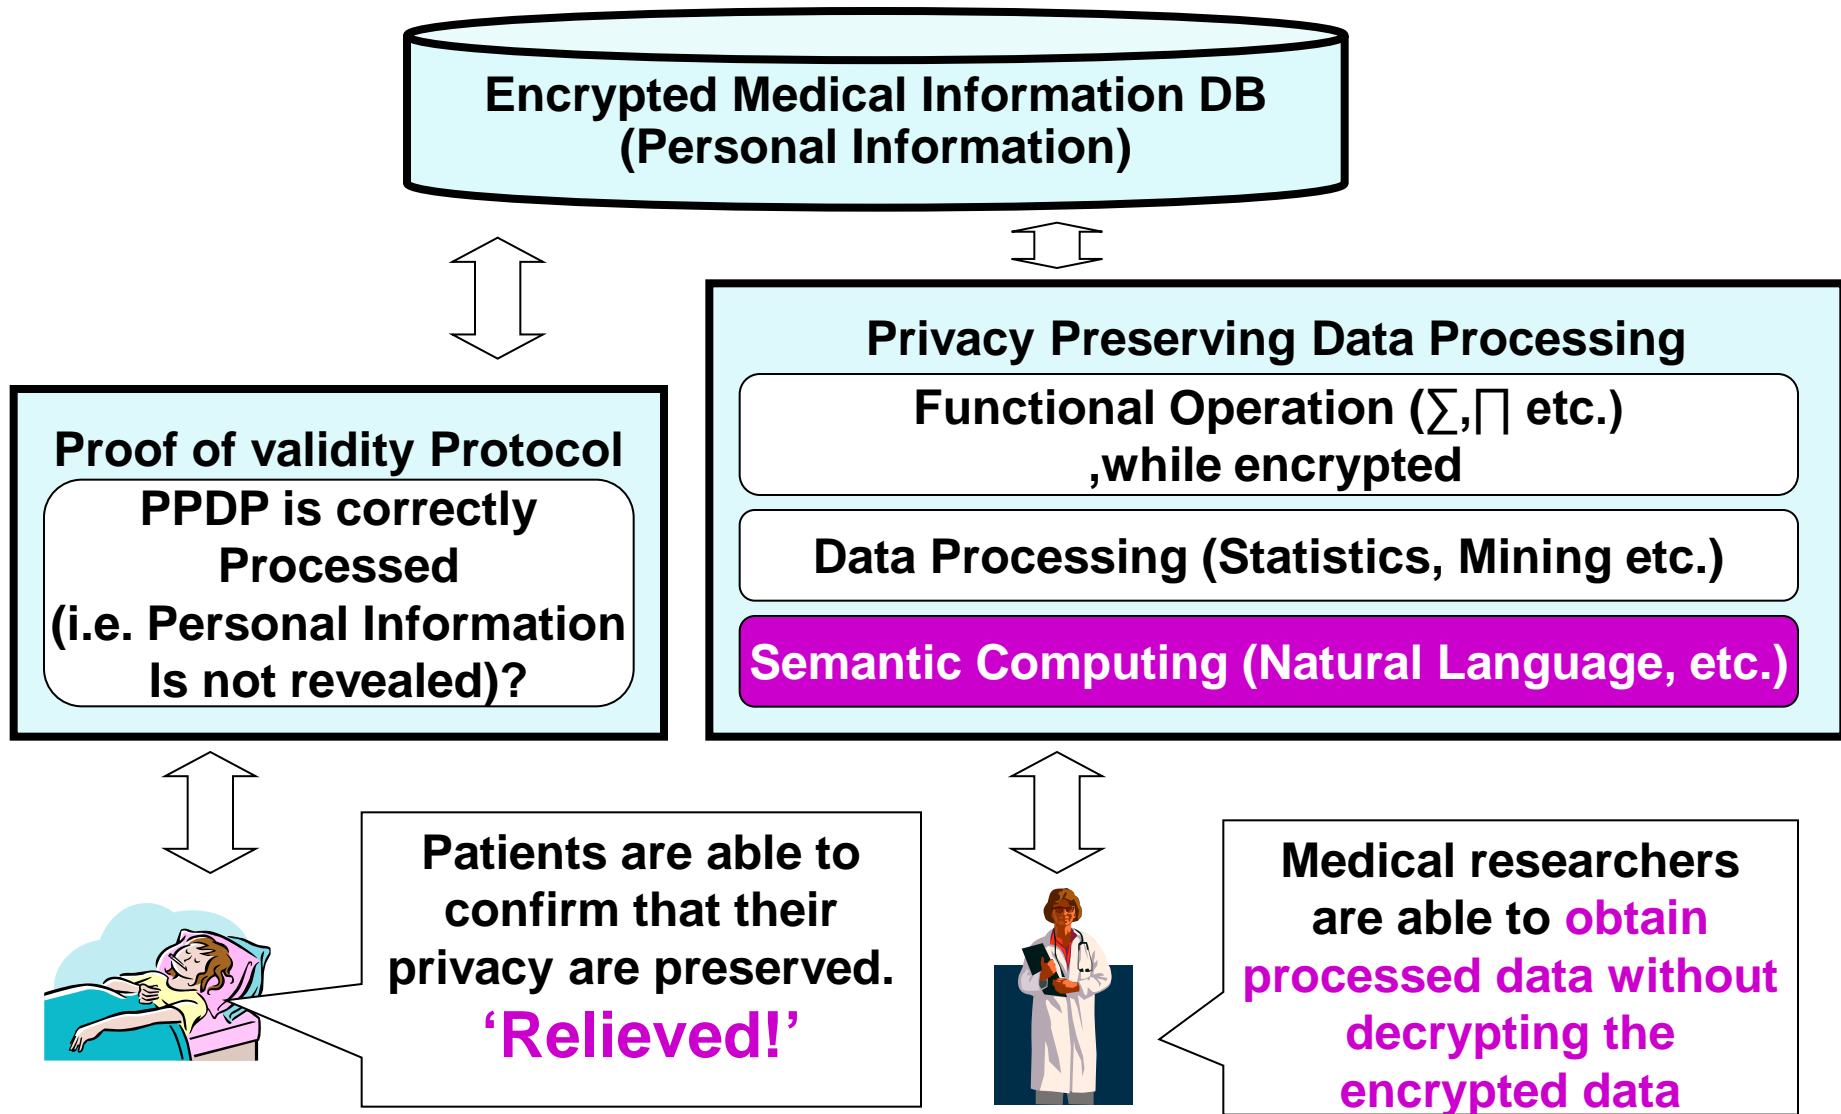 Encrypted Medical Information DB
(Personal Information)
Proof of validity Protocol
PPDP is correctly
Processed
(i.e. Personal Information
Is not revealed)?
Privacy Preserving Data Processing
Functional Operation (∑,∏ etc.)
,while encrypted
Data Processing (Statistics, Mining etc.)
Semantic Computing (Natural Language, etc.)
Patients are able to
confirm that their
privacy are preserved.
‘Relieved!’
Medical researchers
are able to obtain
processed data without
decrypting the
encrypted data